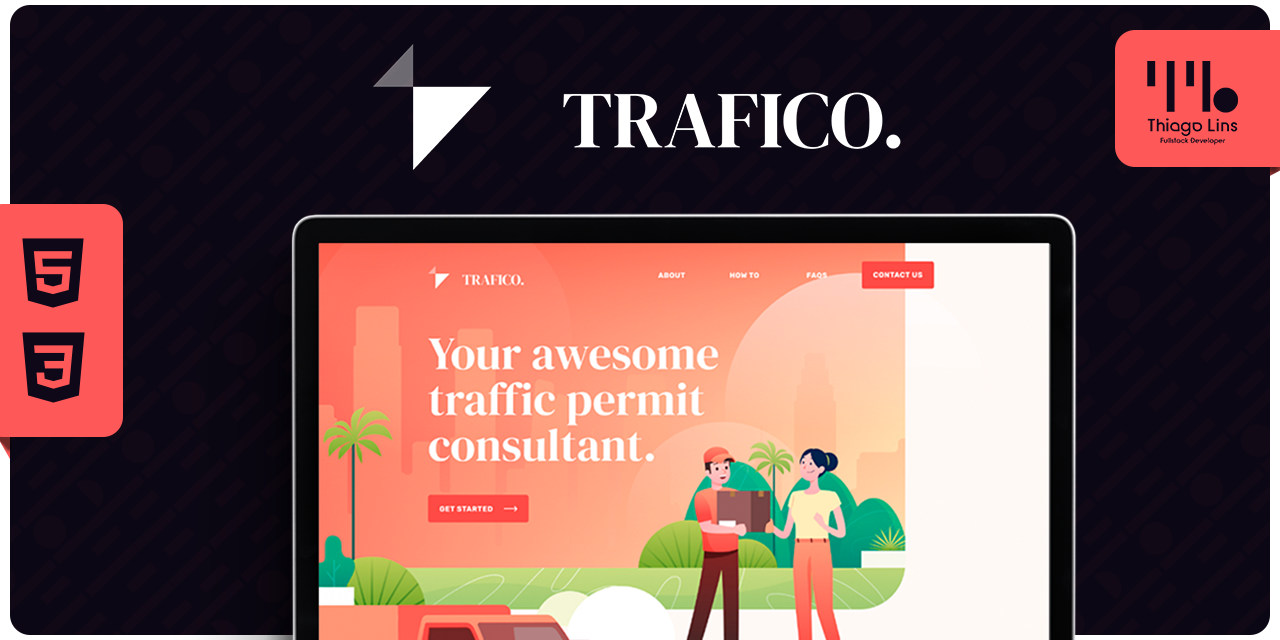 TRAFICO.
Thiago Lins
Fullstack Developer
5
3
TRAFICO.
ABOUT
HOW TO
FAQS
CONTACT US
Your awesome
traffic permit
consultant.
GET STARTED